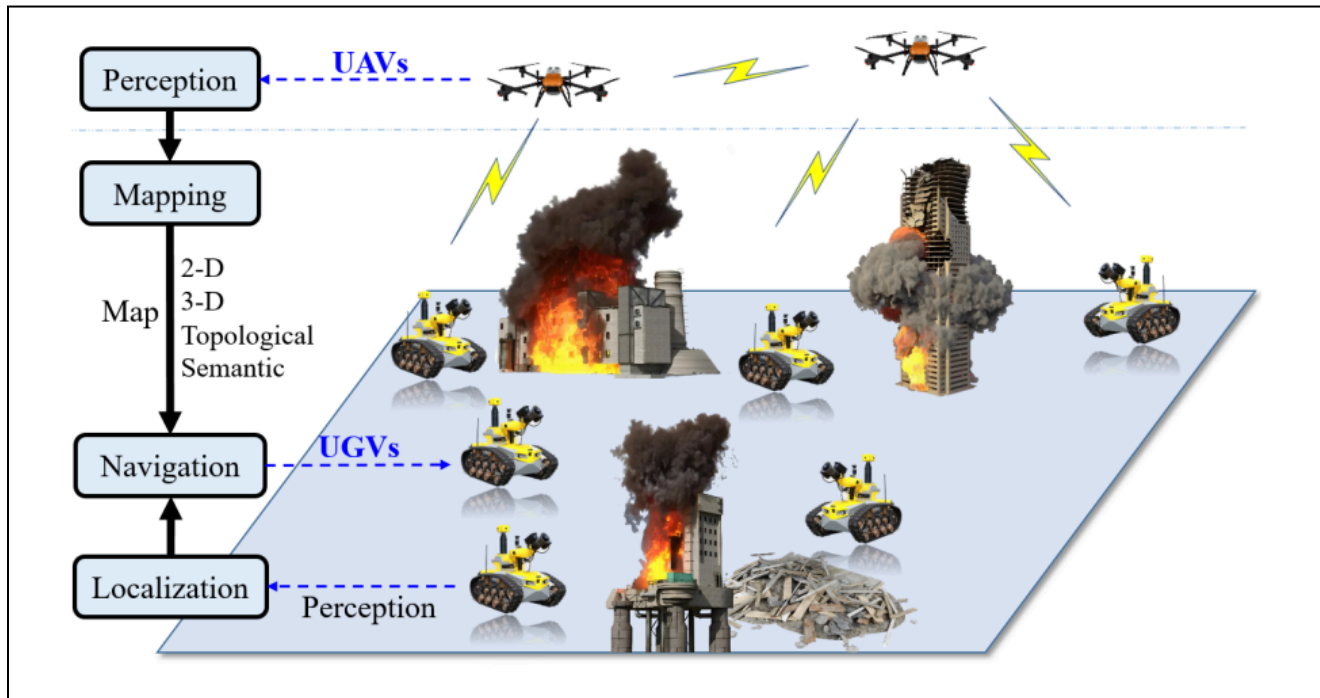 Perception
UAVs
Mapping
Map
2-D
3-D
Topological
Semantic
Navigation
UGVs
Localization
Perception